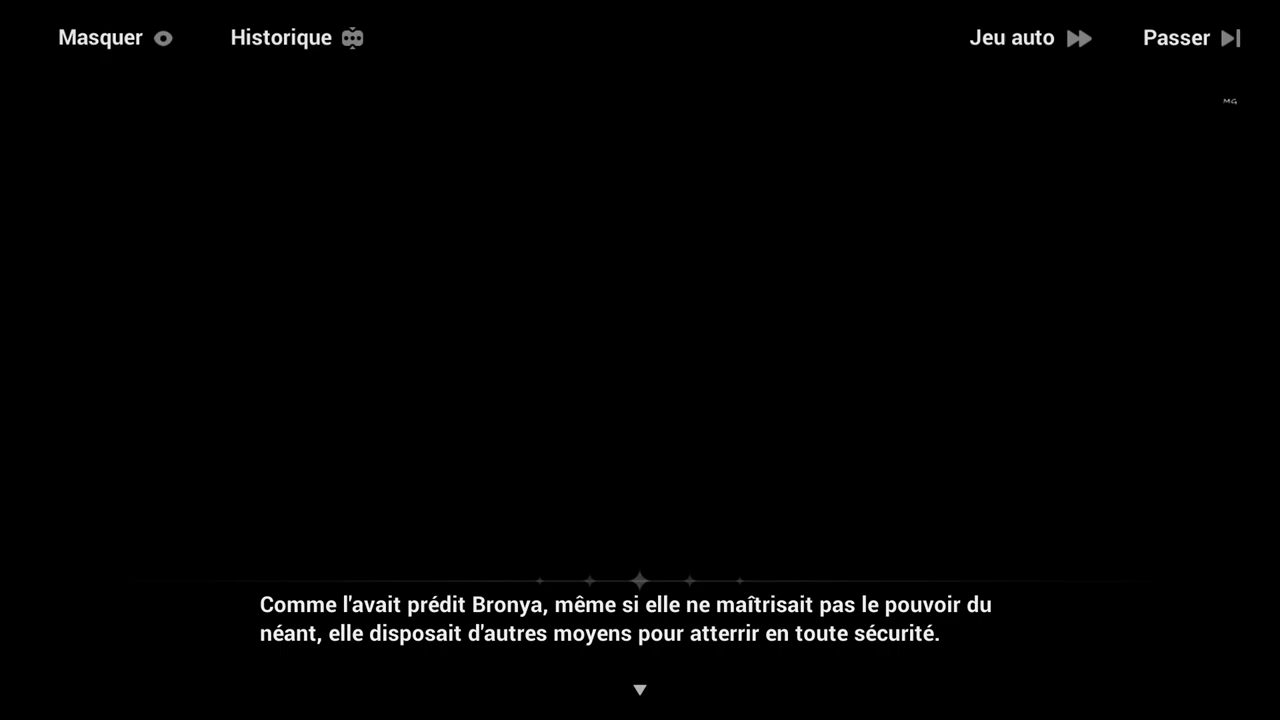 Masquer
Historique
Jeu auto
Passer
MG
Comme l'avait prédit Bronya, même si elle ne maîtrisait pas le pouvoir du
néant, elle disposait d'autres moyens pour atterrir en toute sécurité.